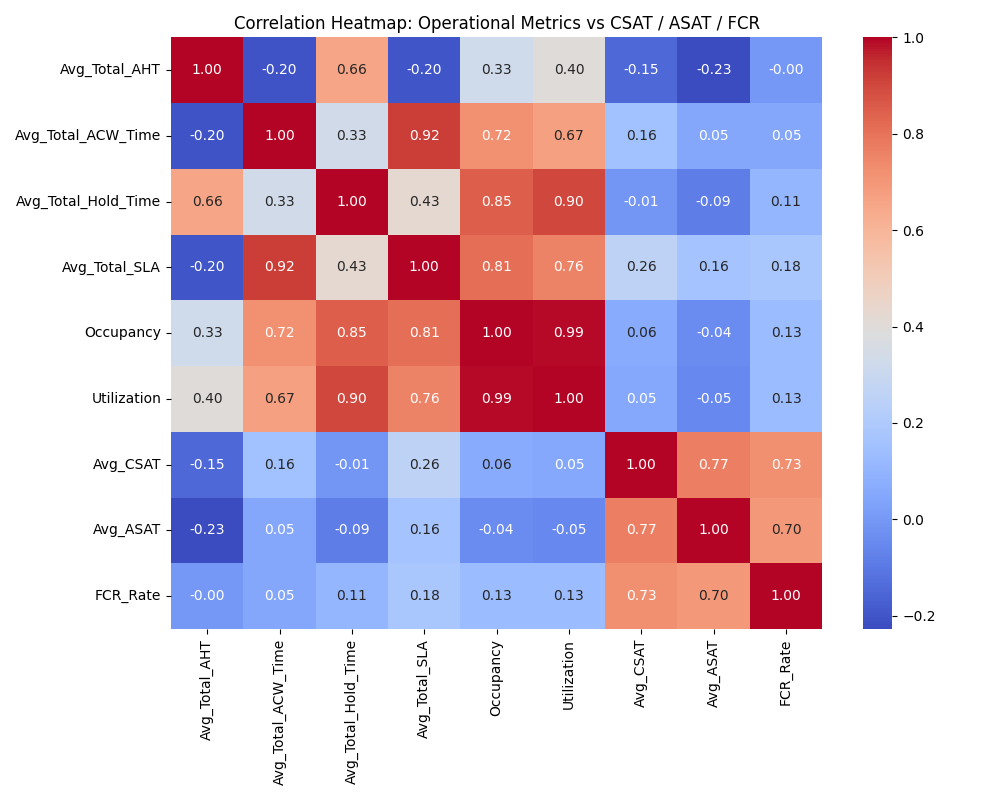 Correlation Heatmap: Operational Metrics vs CSAT / ASAT / FCR
Avg_Total_AHT 1.00 -0.20 0.66 -0.20 0.33 0.40 -0.15 -0.23 -0.00
Avg_Total_ACW_Time -0.20 1.00 0.33 0.92 0.72 0.67 0.16 0.05 0.05
Avg_Total_Hold_Time 0.66 0.33 1.00 0.43 0.85 0.90 -0.01 -0.09 0.11
Avg_Total_SLA -0.20 0.92 0.43 1.00 0.81 0.76 0.26 0.16 0.18
Occupancy 0.33 0.72 0.85 0.81 1.00 0.99 0.06 -0.04 0.13
Utilization 0.40 0.67 0.90 0.76 0.99 1.00 0.05 -0.05 0.13
Avg_CSAT -0.15 0.16 -0.01 0.26 0.06 0.05 1.00 0.77 0.73
Avg_ASAT -0.23 0.05 -0.09 0.16 -0.04 -0.05 0.77 1.00 0.70
FCR_Rate -0.00 0.05 0.11 0.18 0.13 0.13 0.73 0.70 1.00
Avg_Total_AHT
Avg_Total_ACW_Time
Avg_Total_Hold_Time
Avg_Total_SLA
Occupancy
Utilization
Avg_CSAT
Avg_ASAT
FCR_Rate
1.0
0.8
0.6
0.4
0.2
0.0
−0.2